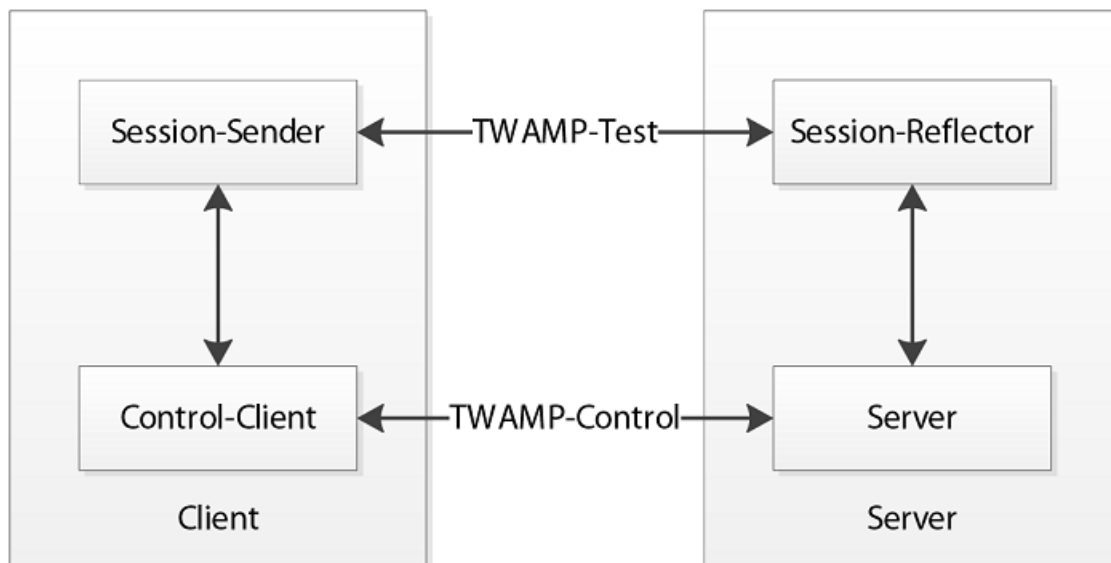 Session-Sender
TWAMP-Test
Session-Reflector
Control-Client
TWAMP-Control
Server
Client
Server